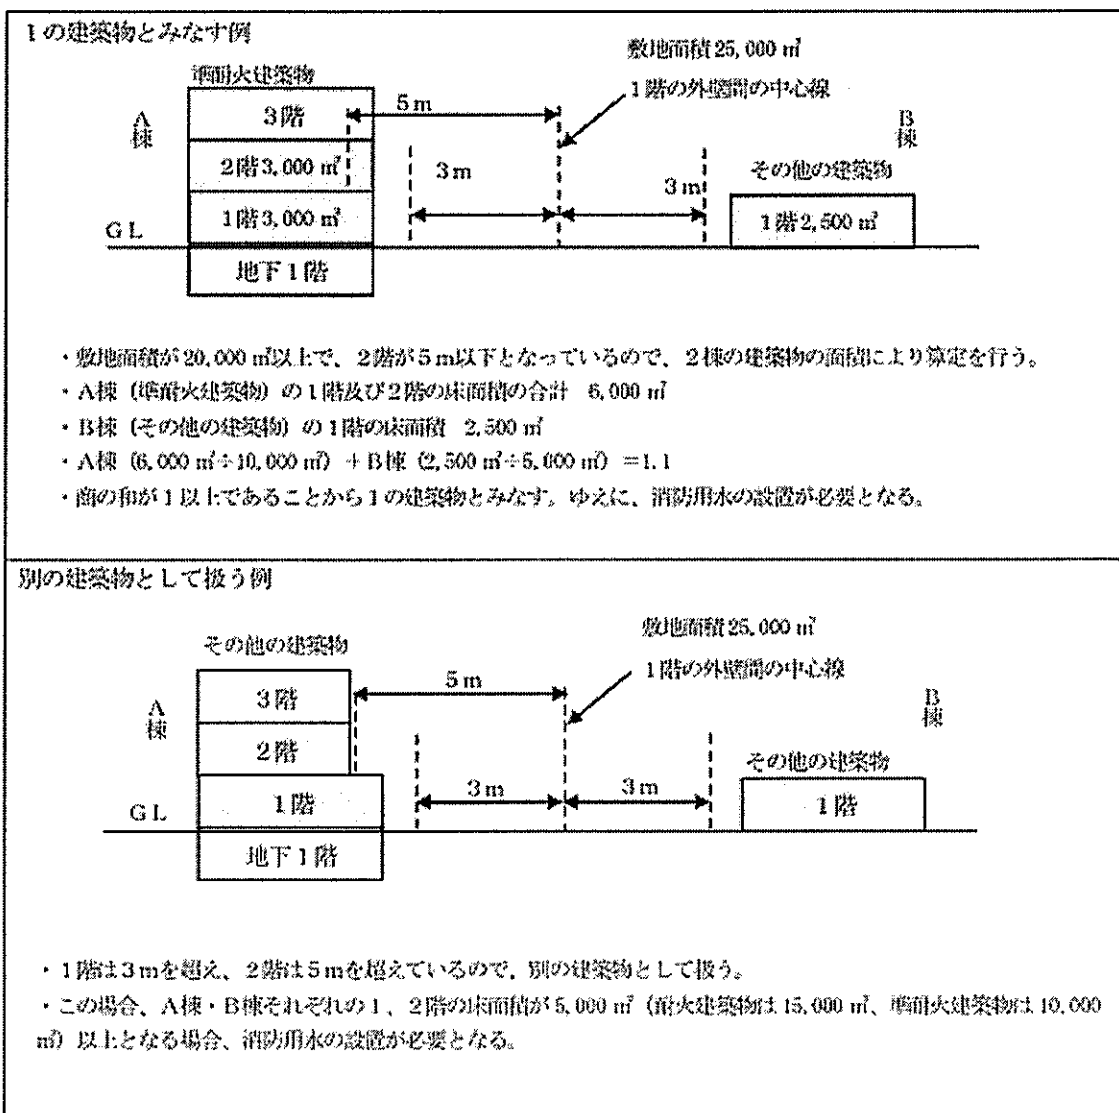 1の建築物とみなす例
敷地面積25,000㎡
1階の外壁間の中心線
準耐火建築物
A棟
3階
5m
2階3,000㎡
3m
3m
1階3,000㎡
GL
地下1階
B棟
その他の建築物
1階2,500㎡
・敷地面積が20,000㎡以上で、2階が5m以下となっているので、2棟の建築物の面積により算定を行う。
・A棟(準耐火建築物)の1階及び2階の床面積の合計 6,000㎡
・B棟(その他の建築物)の1階の床面積 2,500㎡
・A棟(6,000㎡÷10,000㎡)+B棟(2,500㎡÷5,000㎡)=1.1
・商の和が1以上であることから1の建築物とみなす。ゆえに、消防用水の設置が必要となる。
別の建築物として扱う例
敷地面積25,000㎡
1階の外壁間の中心線
その他の建築物
A棟
3階
5m
2階
1階
3m
3m
GL
地下1階
B棟
その他の建築物
1階
・1階は3mを超え、2階は5mを超えているので、別の建築物として扱う。
・この場合、A棟・B棟それぞれの1、2階の床面積が5,000㎡(耐火建築物は15,000㎡、準耐火建築物は10,000
㎡)以上となる場合、消防用水の設置が必要となる。